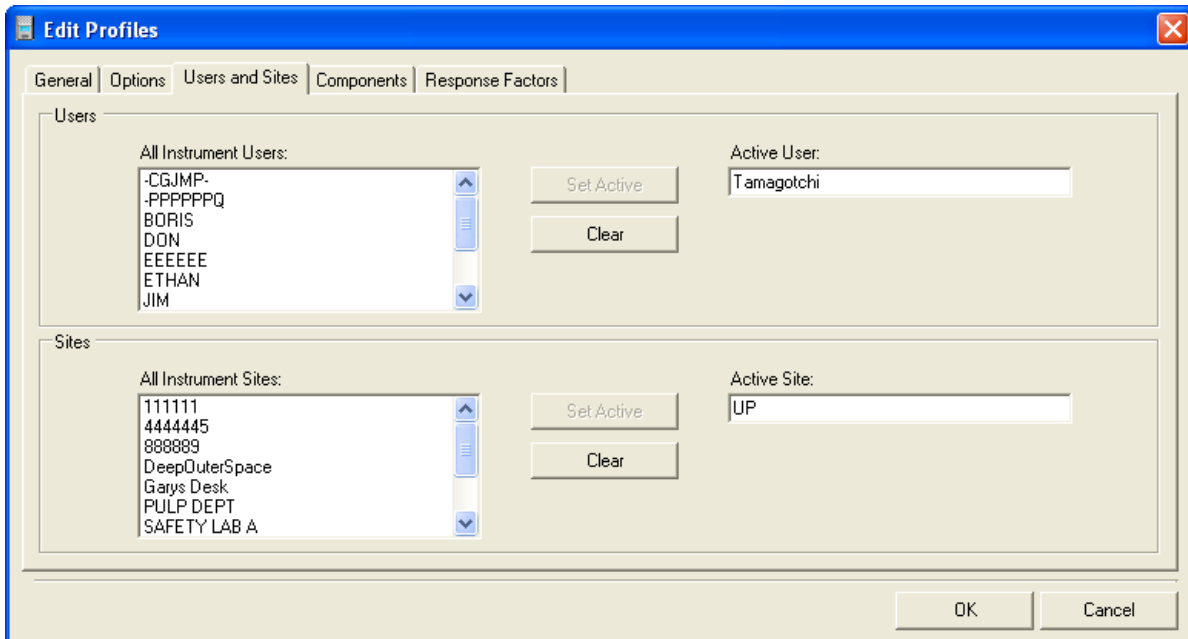 Edit Profiles
General Options Users and Sites Components Response Factors
Users
All Instrument Users:
-CGJMP-
-PPPPPPQ
BORIS
DON
EEEEEE
ETHAN
JIM
Set Active
Clear
Active User:
Tamagotchi
Sites
All Instrument Sites:
111111
4444445
888889
DeepOuterSpace
Garys Desk
PULP DEPT
SAFETY LAB A
Set Active
Clear
Active Site:
UP
OK Cancel